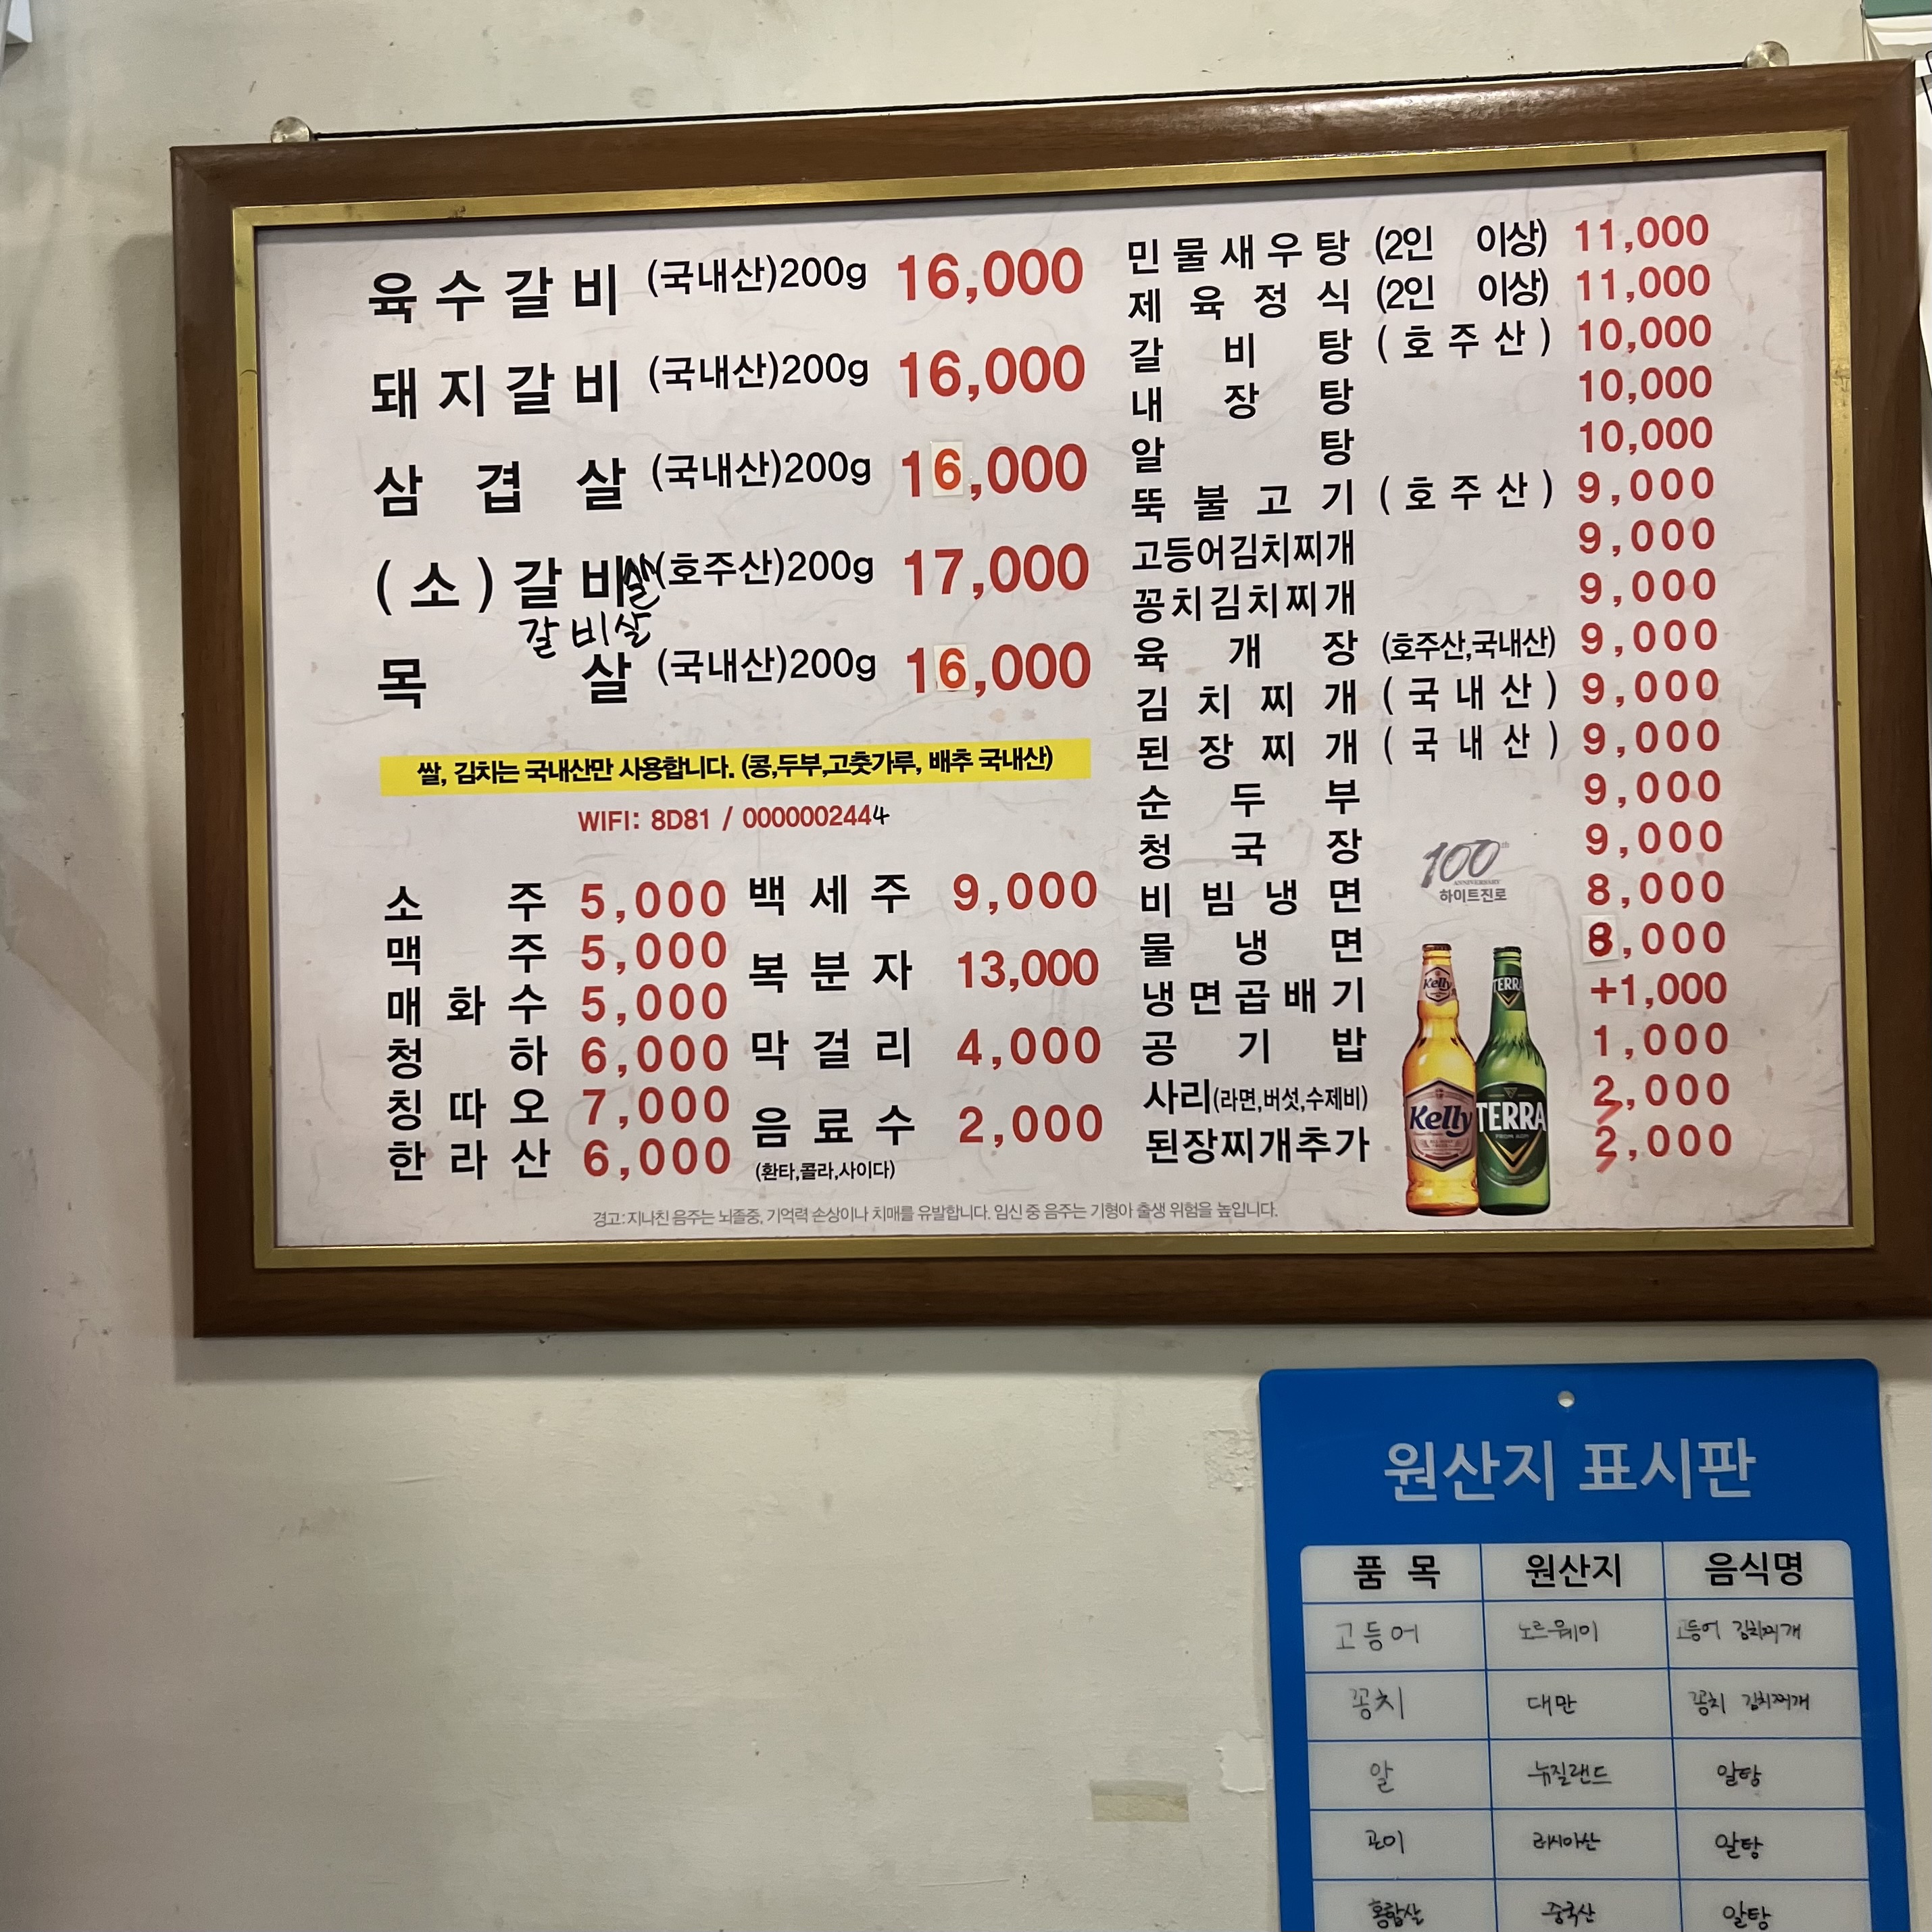 육수갈비 (국내산)200g 16,000
돼지갈비 (국내산)200g 16,000
삼겹살 (국내산)200g 16,000
(소)갈비살 (호주산)200g 17,000
갈비살
목살 (국내산)200g 16,000
쌀, 김치는 국내산만 사용합니다. (콩,두부,고춧가루, 배추 국내산)
WIFI: 8D81 / 0000002444
소주 5,000
맥주 5,000
매화수 5,000
청하 6,000
칭따오 7,000
한라산 6,000
백세주 9,000
복분자 13,000
막걸리 4,000
음료수 2,000
(환타,콜라,사이다)
민물새우탕 (2인 이상) 11,000
제육정식 (2인 이상) 11,000
갈비탕 (호주산) 10,000
내장탕 10,000
알탕 10,000
뚝불고기 (호주산) 9,000
고등어김치찌개 9,000
꽁치김치찌개 9,000
육개장 (호주산,국내산) 9,000
김치찌개 (국내산) 9,000
된장찌개 (국내산) 9,000
순두부 9,000
청국장 9,000
비빔냉면 8,000
물냉면 8,000
냉면곱배기 +1,000
공기밥 1,000
사리(라면,버섯,수제비) 2,000
된장찌개추가 2,000
100th
ANNIVERSARY
하이트진로
Kelly
TERRA
Kelly
TERRA
FROM AGT
경고:지나친 음주는 뇌졸중, 기억력 손상이나 치매를 유발합니다. 임신 중 음주는 기형아 출생 위험을 높입니다.
원산지 표시판
품목 원산지 음식명
고등어 노르웨이 고등어 김치찌개
꽁치 대만 꽁치 김치찌개
알 뉴질랜드 알탕
곤이 러시아산 알탕
홍합살 중국산 알탕